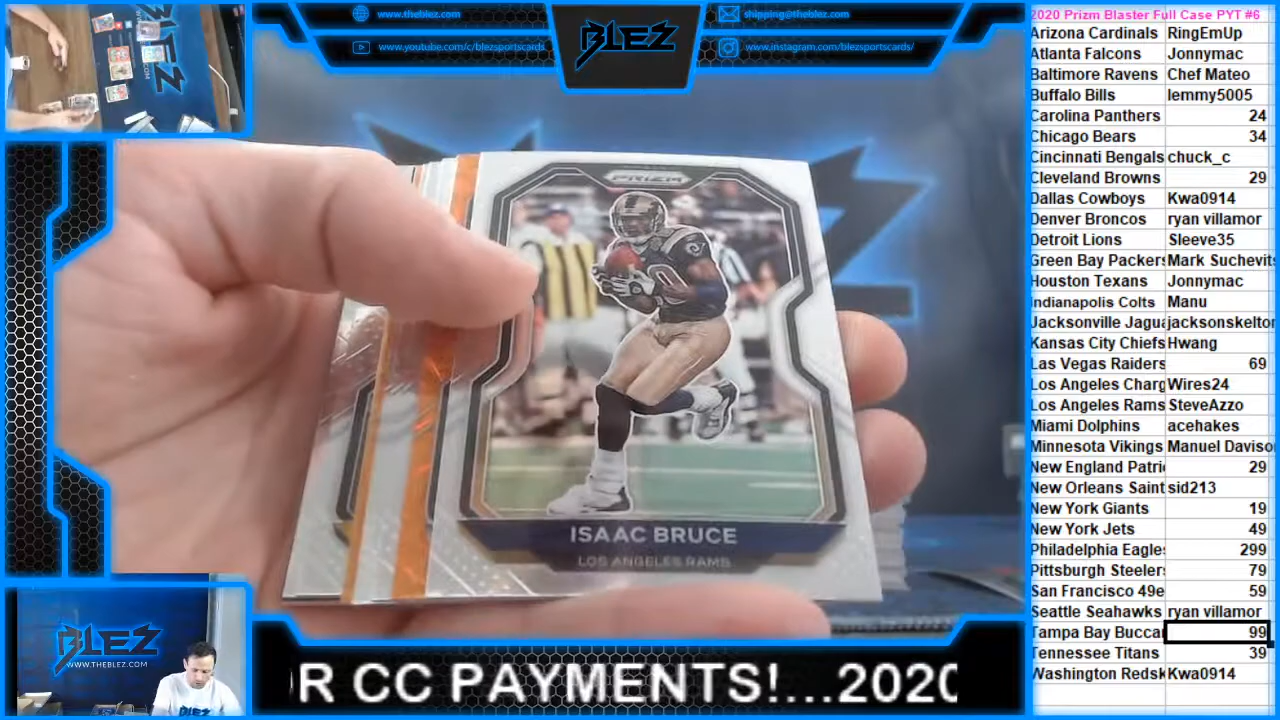 www.theblez.com
shipping@theblez.com
www.youtube.com/c/blezsportscards
www.instagram.com/blezsportscards/
BLEZ
PRIZM
ISAAC BRUCE
LOS ANGELES RAMS
BLEZ
WWW.THEBLEZ.COM
R CC PAYMENTS!...2020
2020 Prizm Blaster Full Case PYT #6
Arizona Cardinals RingEmUp
Atlanta Falcons Jonnymac
Baltimore Ravens Chef Mateo
Buffalo Bills lemmy5005
Carolina Panthers 24
Chicago Bears 34
Cincinnati Bengals chuck_c
Cleveland Browns 29
Dallas Cowboys Kwa0914
Denver Broncos ryan villamor
Detroit Lions Sleeve35
Green Bay Packers Mark Suchevits
Houston Texans Jonnymac
Indianapolis Colts Manu
Jacksonville Jagua jacksonskelton
Kansas City Chiefs Hwang
Las Vegas Raiders 69
Los Angeles Charg Wires24
Los Angeles Rams SteveAzzo
Miami Dolphins acehakes
Minnesota Vikings Manuel Daviso
New England Patri 29
New Orleans Saint sid213
New York Giants 19
New York Jets 49
Philadelphia Eagles 299
Pittsburgh Steelers 79
San Francisco 49e 59
Seattle Seahawks ryan villamor
Tampa Bay Bucca 99
Tennessee Titans 39
Washington Redsk Kwa0914